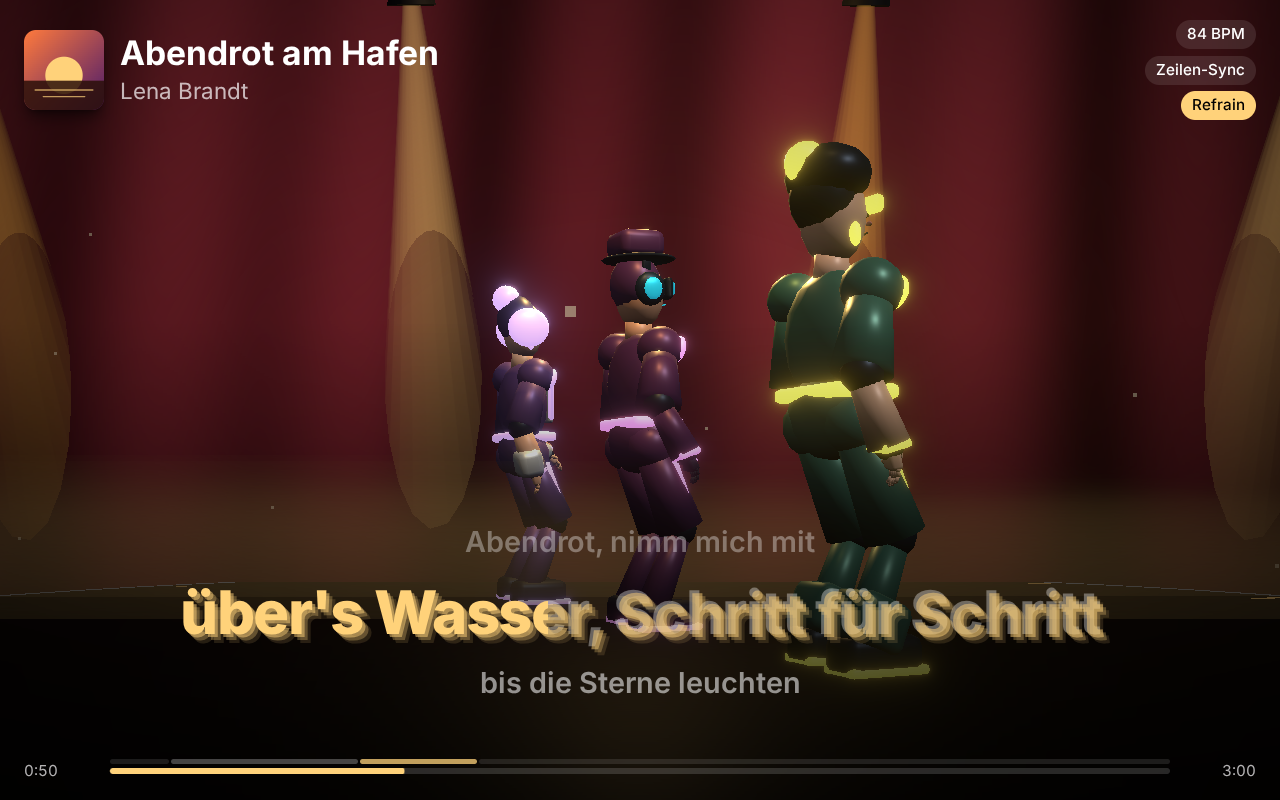 Abendrot am Hafen
Lena Brandt
84 BPM
Zeilen-Sync
Refrain
Abendrot, nimm mich mit
über's Wasser, Schritt für Schritt
bis die Sterne leuchten
0:50
3:00